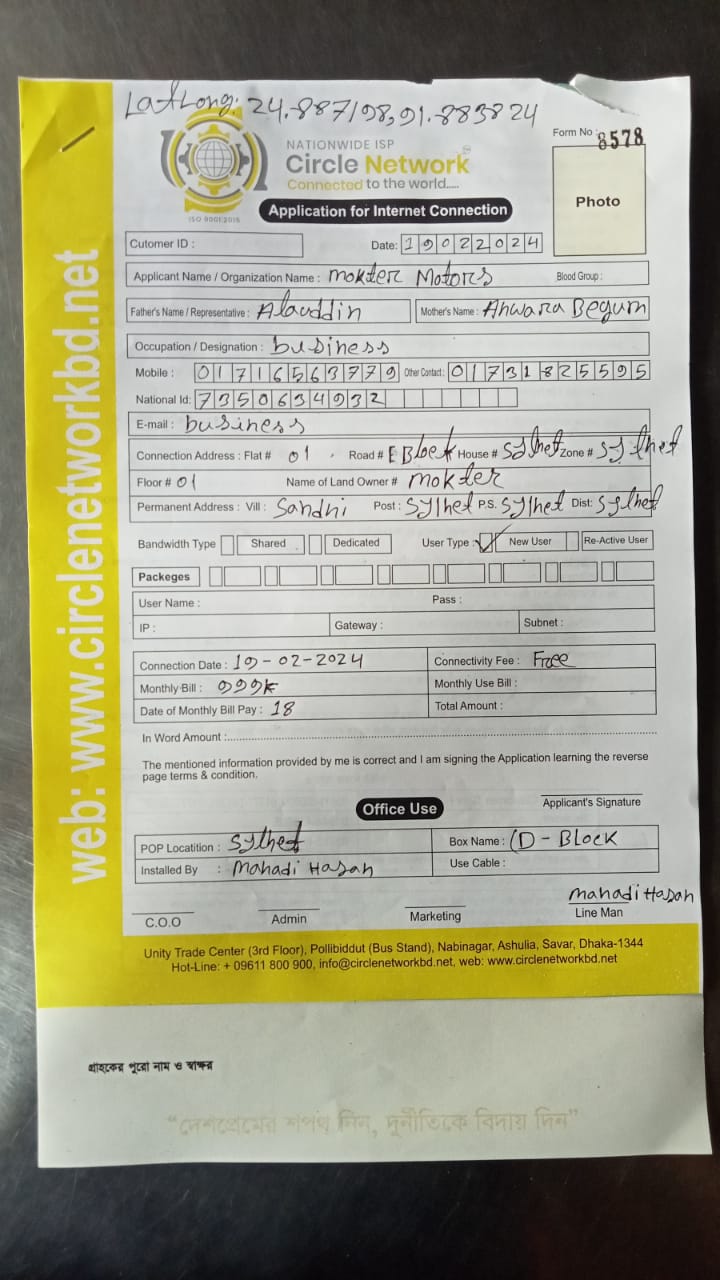 LatLong: 24.887198, 91.883824
Form No : 8578
NATIONWIDE ISP
Circle Network
Connected to the world.....
ISO 9001:2015
Photo
Application for Internet Connection
Cutomer ID :
Date: 19022024
Applicant Name / Organization Name : mokter Motors Blood Group :
Father's Name / Representative : Alauddin Mother's Name : Anwara Begum
Occupation / Designation : business
Mobile : 01716563779 Other Contact : 01731825595
National Id: 7350634932
E-mail : business
Connection Address : Flat # 01 Road # E Block House # Sylhet Zone # Sylhet
Floor # 01 Name of Land Owner # mokter
Permanent Address : Vill : Sandhi Post : Sylhet P.S. Sylhet Dist: Sylhet
Bandwidth Type Shared Dedicated User Type : ✓ New User Re-Active User
Packeges
User Name : Pass :
IP : Gateway : Subnet :
Connection Date : 19-02-2024 Connectivity Fee : Free
Monthly Bill : 999k Monthly Use Bill :
Date of Monthly Bill Pay : 18 Total Amount :
In Word Amount :
The mentioned information provided by me is correct and I am signing the Application learning the reverse
page terms & condition.
Applicant's Signature
Office Use
POP Locatition : Sylhet Box Name : D - Block
Installed By : Mahadi Hasan Use Cable :
mahadi Hasan
C.O.O Admin Marketing Line Man
Unity Trade Center (3rd Floor), Pollibiddut (Bus Stand), Nabinagar, Ashulia, Savar, Dhaka-1344
Hot-Line: + 09611 800 900, info@circlenetworkbd.net, web: www.circlenetworkbd.net
web: www.circlenetworkbd.net
গ্রাহকের পুরো নাম ও স্বাক্ষর
“দেশপ্রেমের শপথ নিন, দুর্নীতিকে বিদায় দিন”